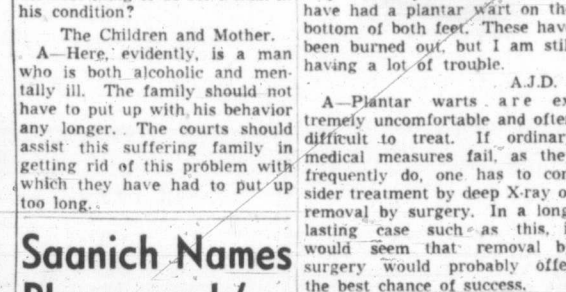 his condition?
The Children and Mother.
A—Here, evidently, is a man
who is both alcoholic and men-
tally ill. The family should not
have to put up with his behavior
any longer. The courts should
assist this suffering family in
getting rid of this problem with
which they have had to put up
too long.
Saanich Names
have had a plantar wart on the
bottom of both feet. These have
been burned out, but I am still
having a lot of trouble.
A.J.D.
A—Plantar warts are ex
tremely uncomfortable and often
difficult to treat. If ordinar
medical measures fail, as the
frequently do, one has to con
sider treatment by deep X-ray o
removal by surgery. In a long
lasting case such as this, i
would seem that removal b
surgery would probably offe
the best chance of success.